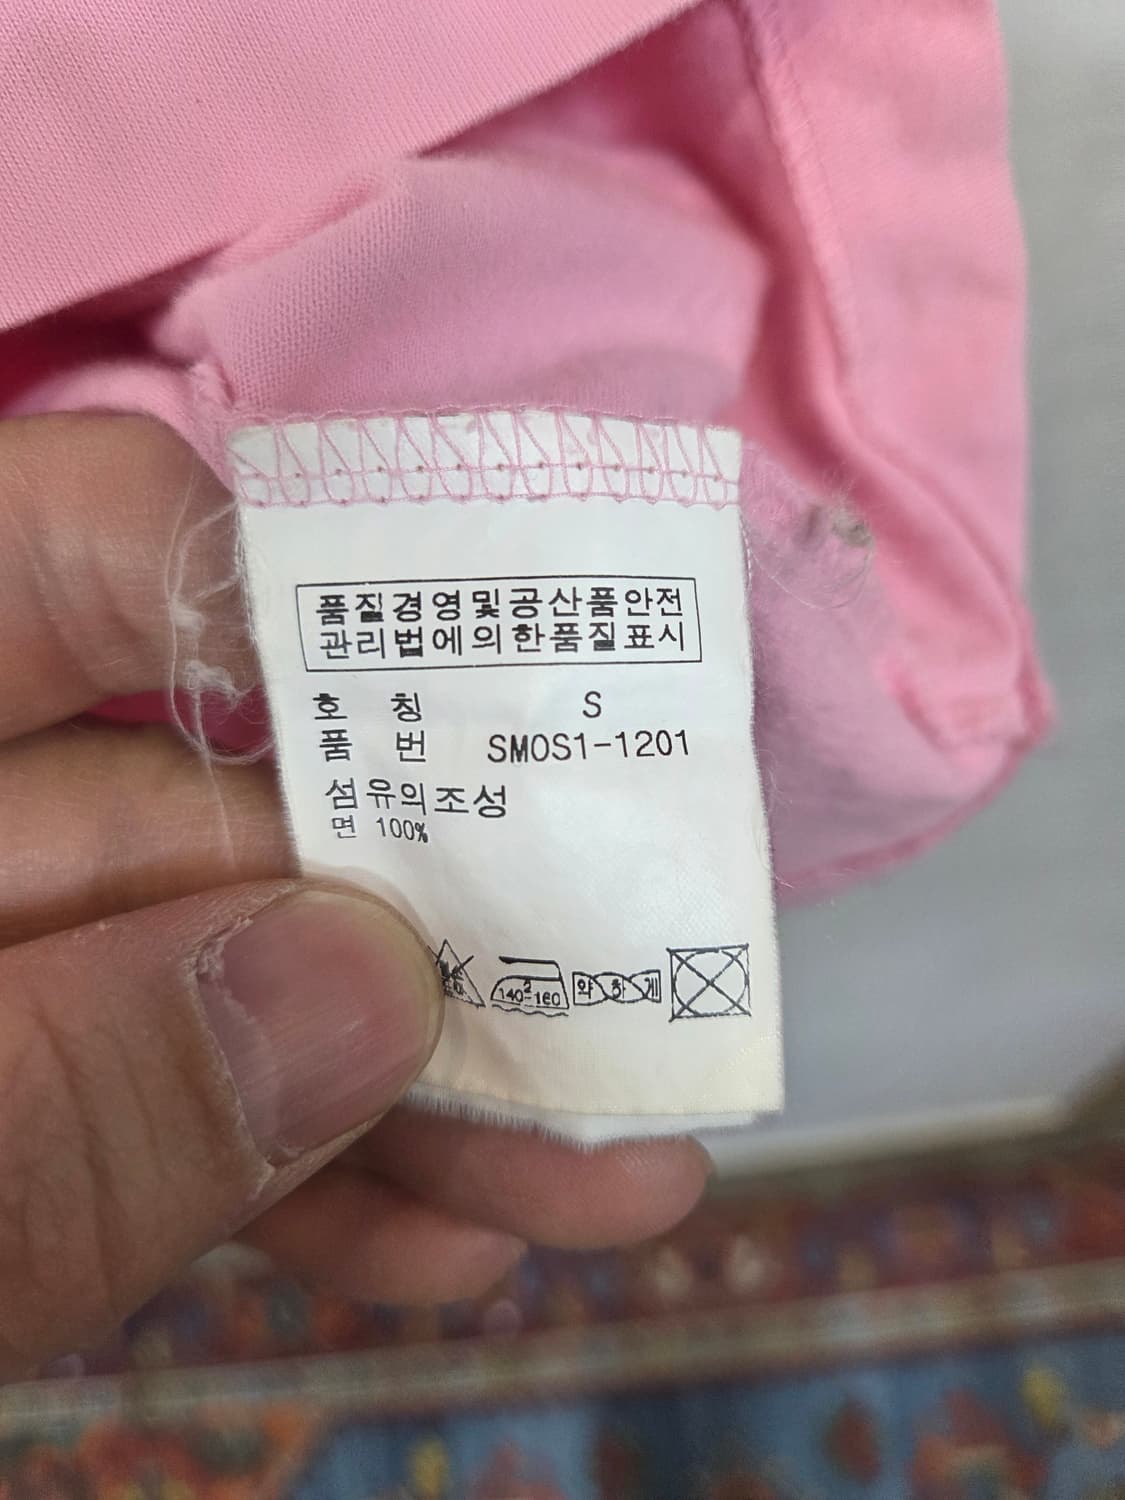 품질경영및공산품안전
관리법에의한품질표시
호 칭 S
품 번 SMOS1-1201
섬유의조성
면 100%
2
140-160
약하게